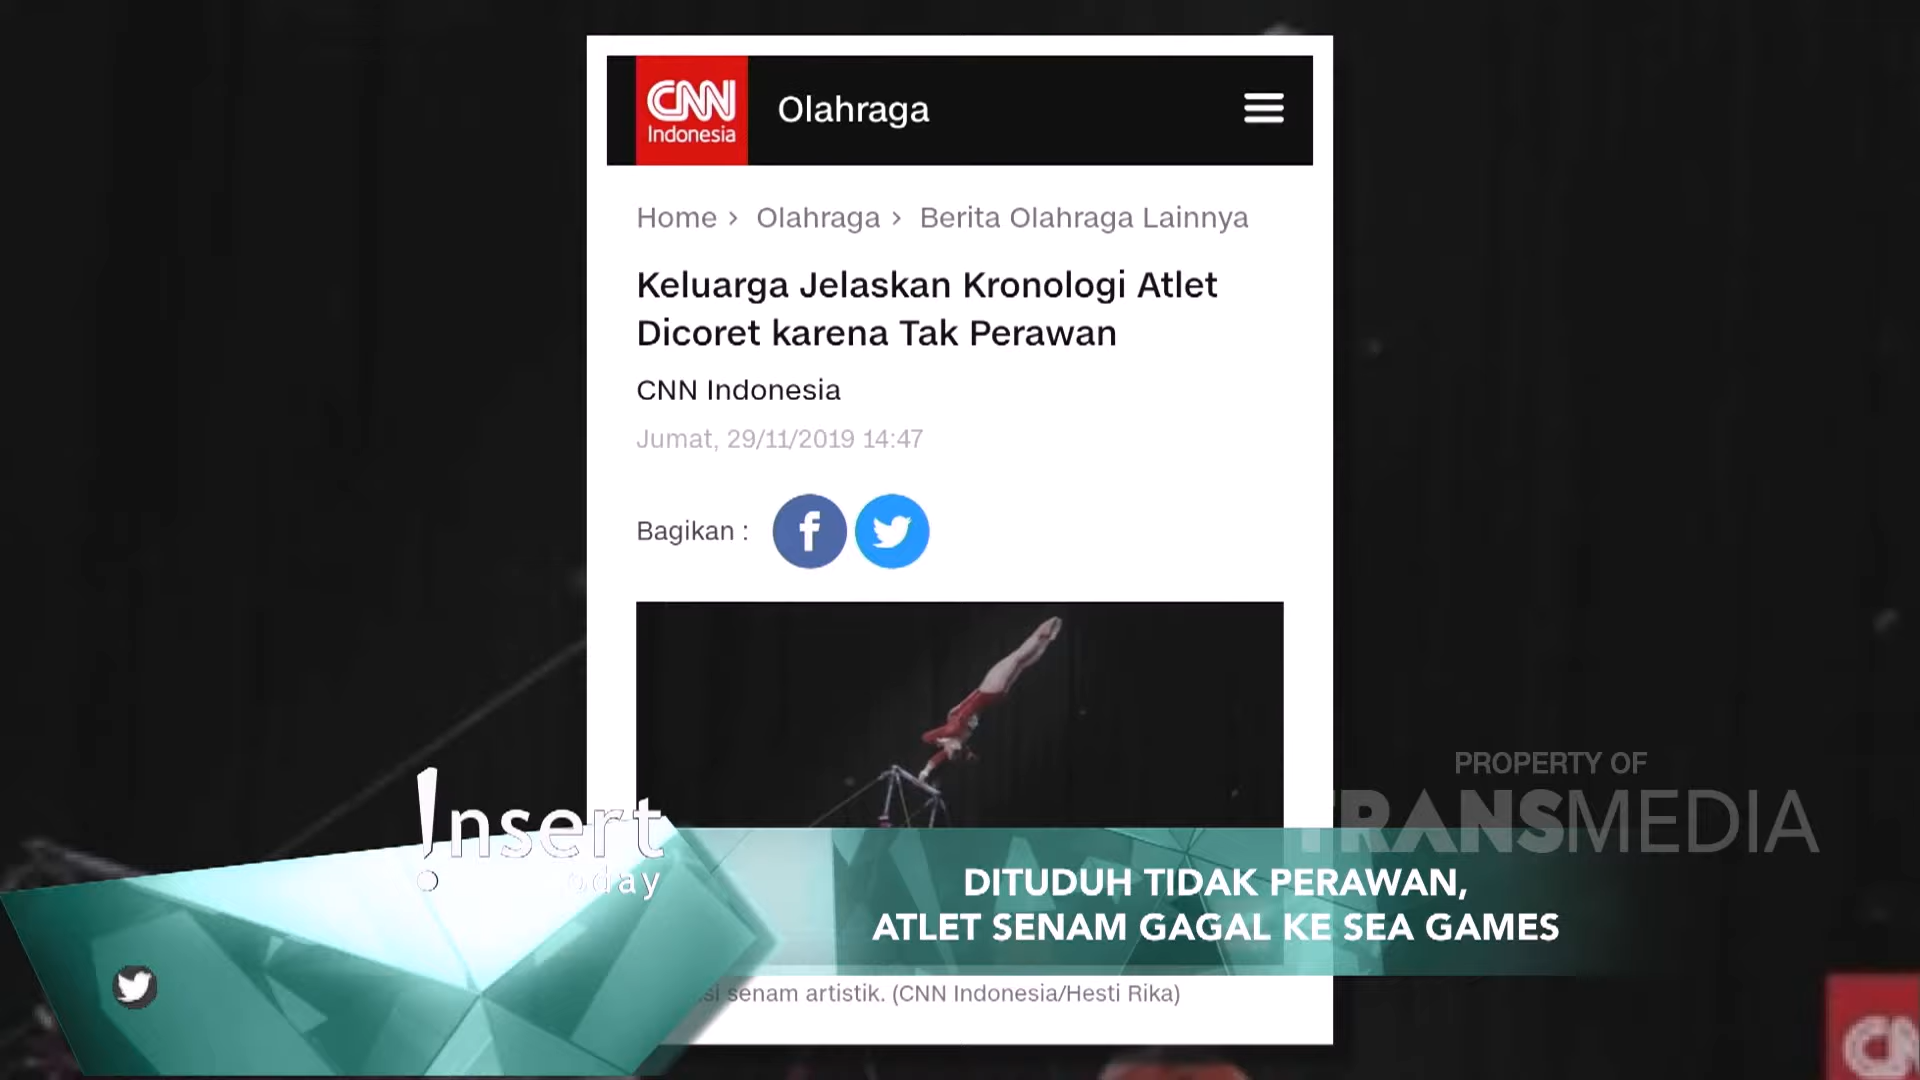 CNN
Indonesia
Olahraga
Home › Olahraga › Berita Olahraga Lainnya
Keluarga Jelaskan Kronologi Atlet
Dicoret karena Tak Perawan
CNN Indonesia
Jumat, 29/11/2019 14:47
Bagikan :
PROPERTY OF
TRANSMEDIA
Insert
today
DITUDUH TIDAK PERAWAN,
ATLET SENAM GAGAL KE SEA GAMES
senam artistik. (CNN Indonesia/Hesti Rika)